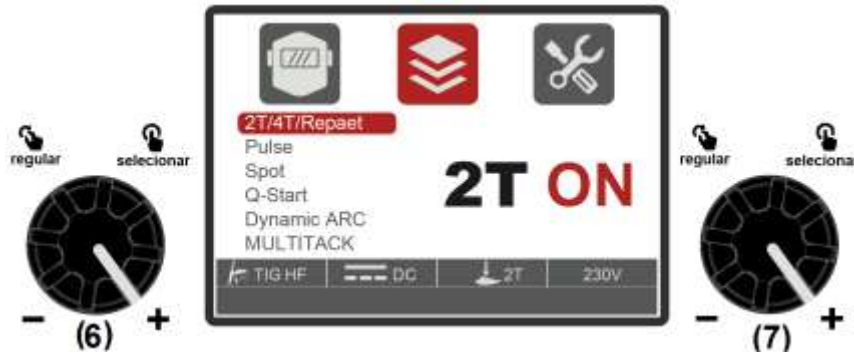 2T/4T/Repaet
Pulse
Spot
Q-Start
Dynamic ARC
MULTITACK
2T ON
TIG HF
DC
2T
230V
regular
selecionar
- +
(6)
regular
selecionar
- +
(7)